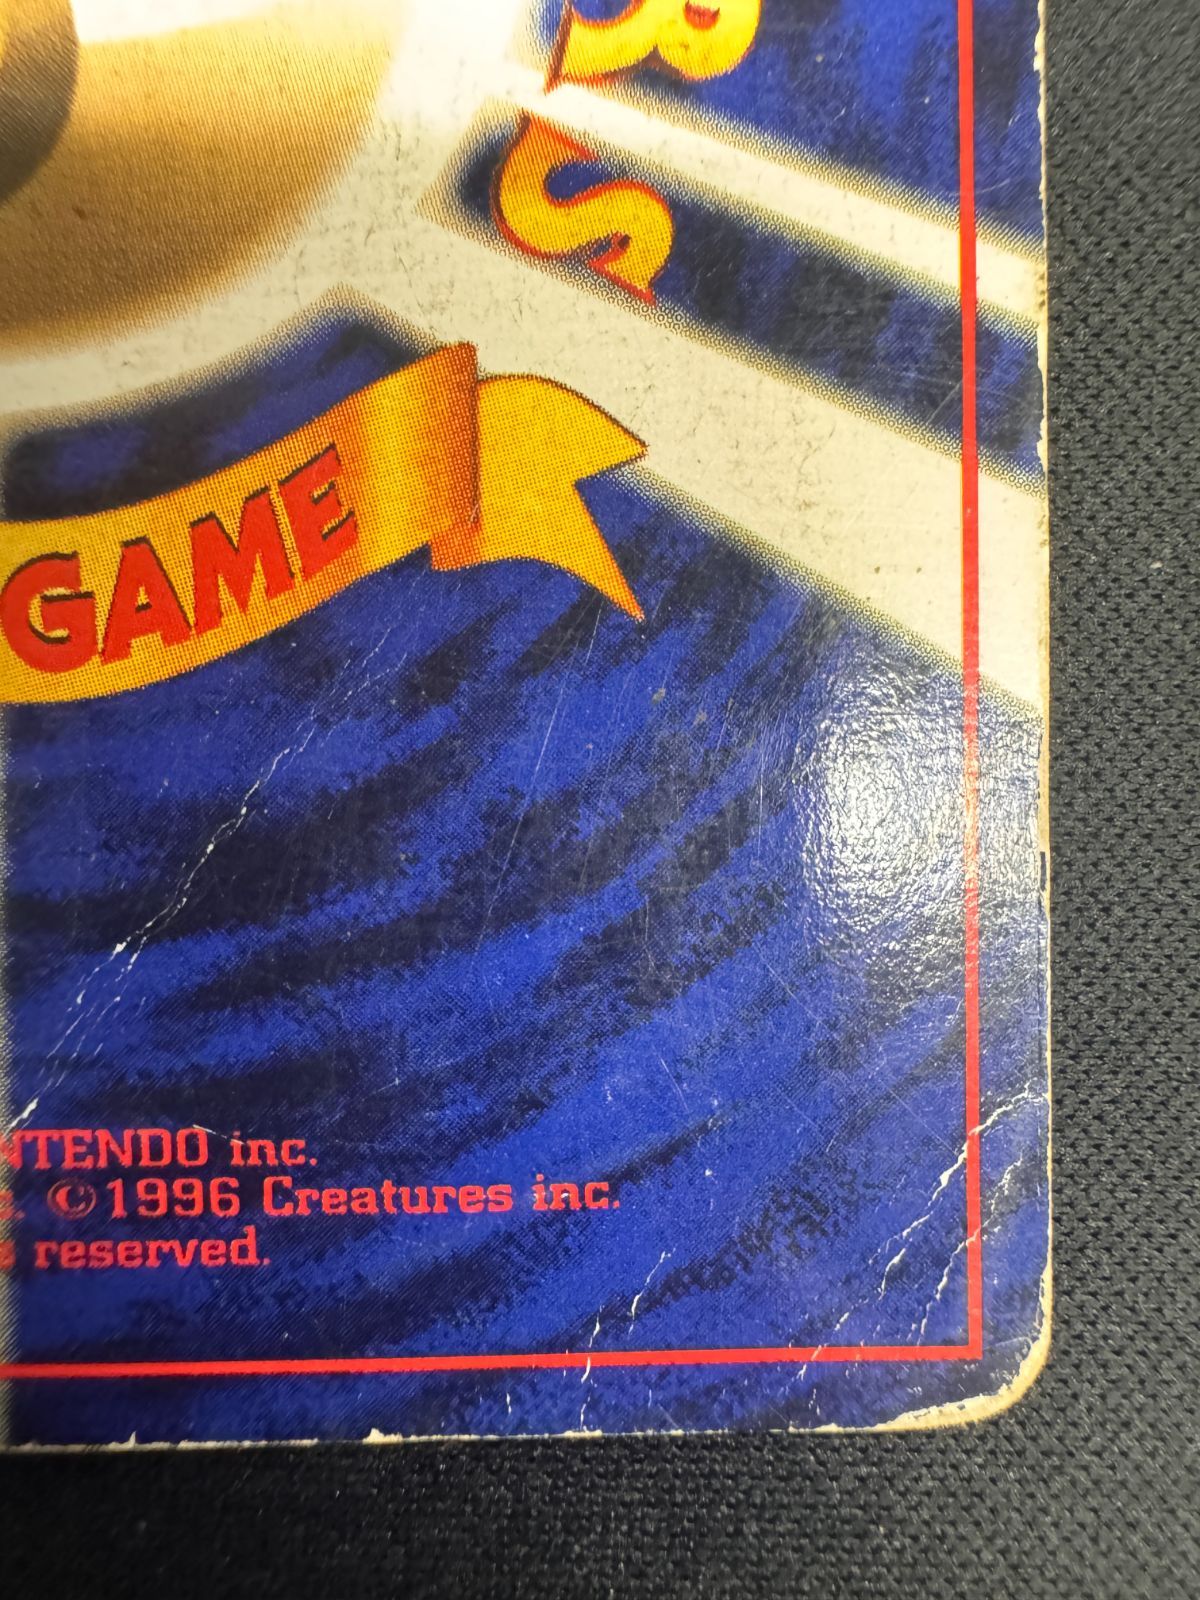 B
S
GAME
NTENDO inc.
. ©1996 Creatures inc.
s reserved.